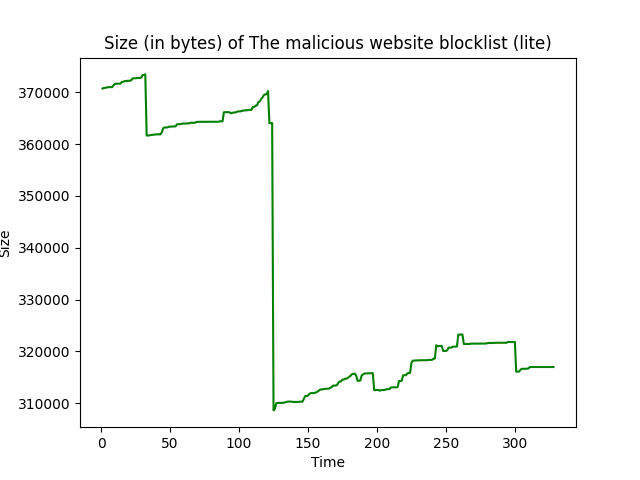 Size (in bytes) of The malicious website blocklist (lite)
370000
360000
350000
340000
330000
320000
310000
Size
0 50 100 150 200 250 300
Time